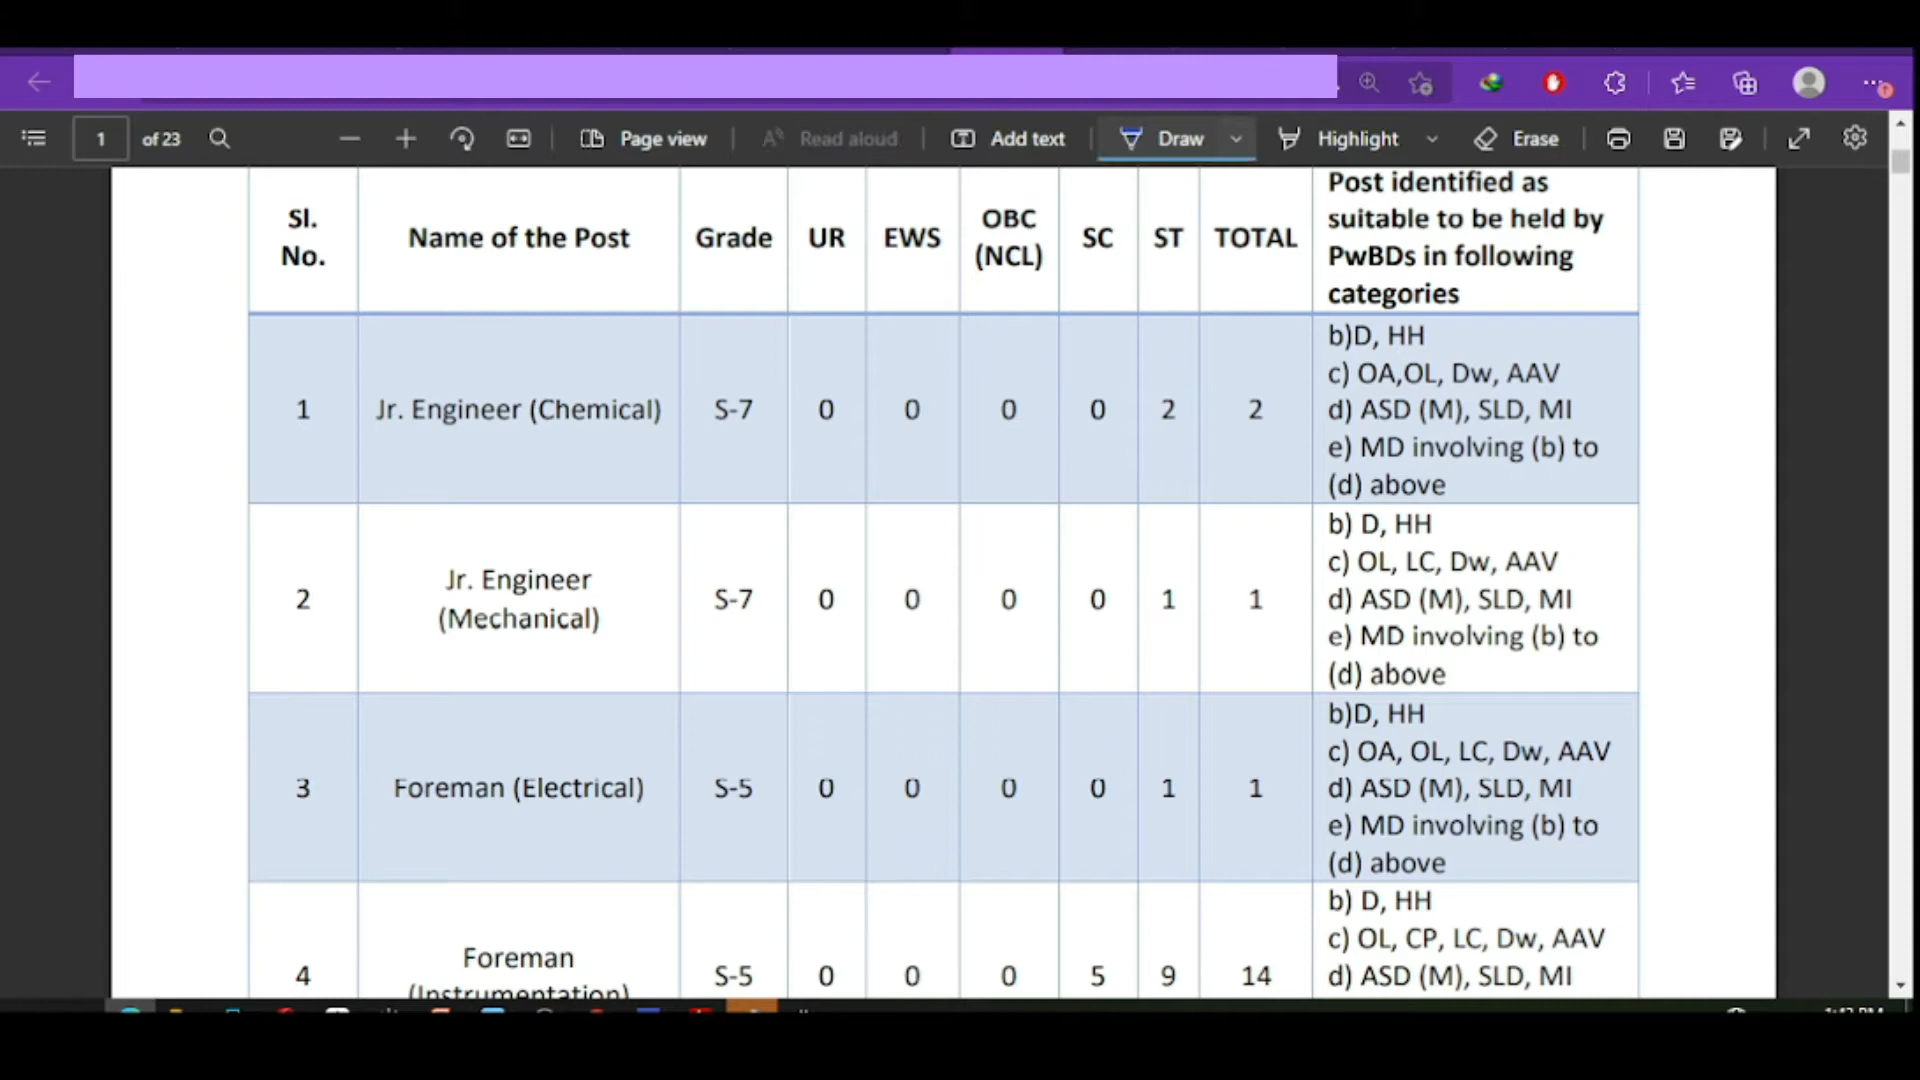 1 of 23 Page view Read aloud Add text Draw Highlight Erase
Sl. No. Name of the Post Grade UR EWS OBC (NCL) SC ST TOTAL Post identified as suitable to be held by PwBDs in following categories
1 Jr. Engineer (Chemical) S-7 0 0 0 0 2 2
b)D, HH
c) OA,OL, Dw, AAV
d) ASD (M), SLD, MI
e) MD involving (b) to
(d) above
2 Jr. Engineer (Mechanical) S-7 0 0 0 0 1 1
b) D, HH
c) OL, LC, Dw, AAV
d) ASD (M), SLD, MI
e) MD involving (b) to
(d) above
3 Foreman (Electrical) S-5 0 0 0 0 1 1
b)D, HH
c) OA, OL, LC, Dw, AAV
d) ASD (M), SLD, MI
e) MD involving (b) to
(d) above
4 Foreman (Instrumentation) S-5 0 0 0 5 9 14
b) D, HH
c) OL, CP, LC, Dw, AAV
d) ASD (M), SLD, MI